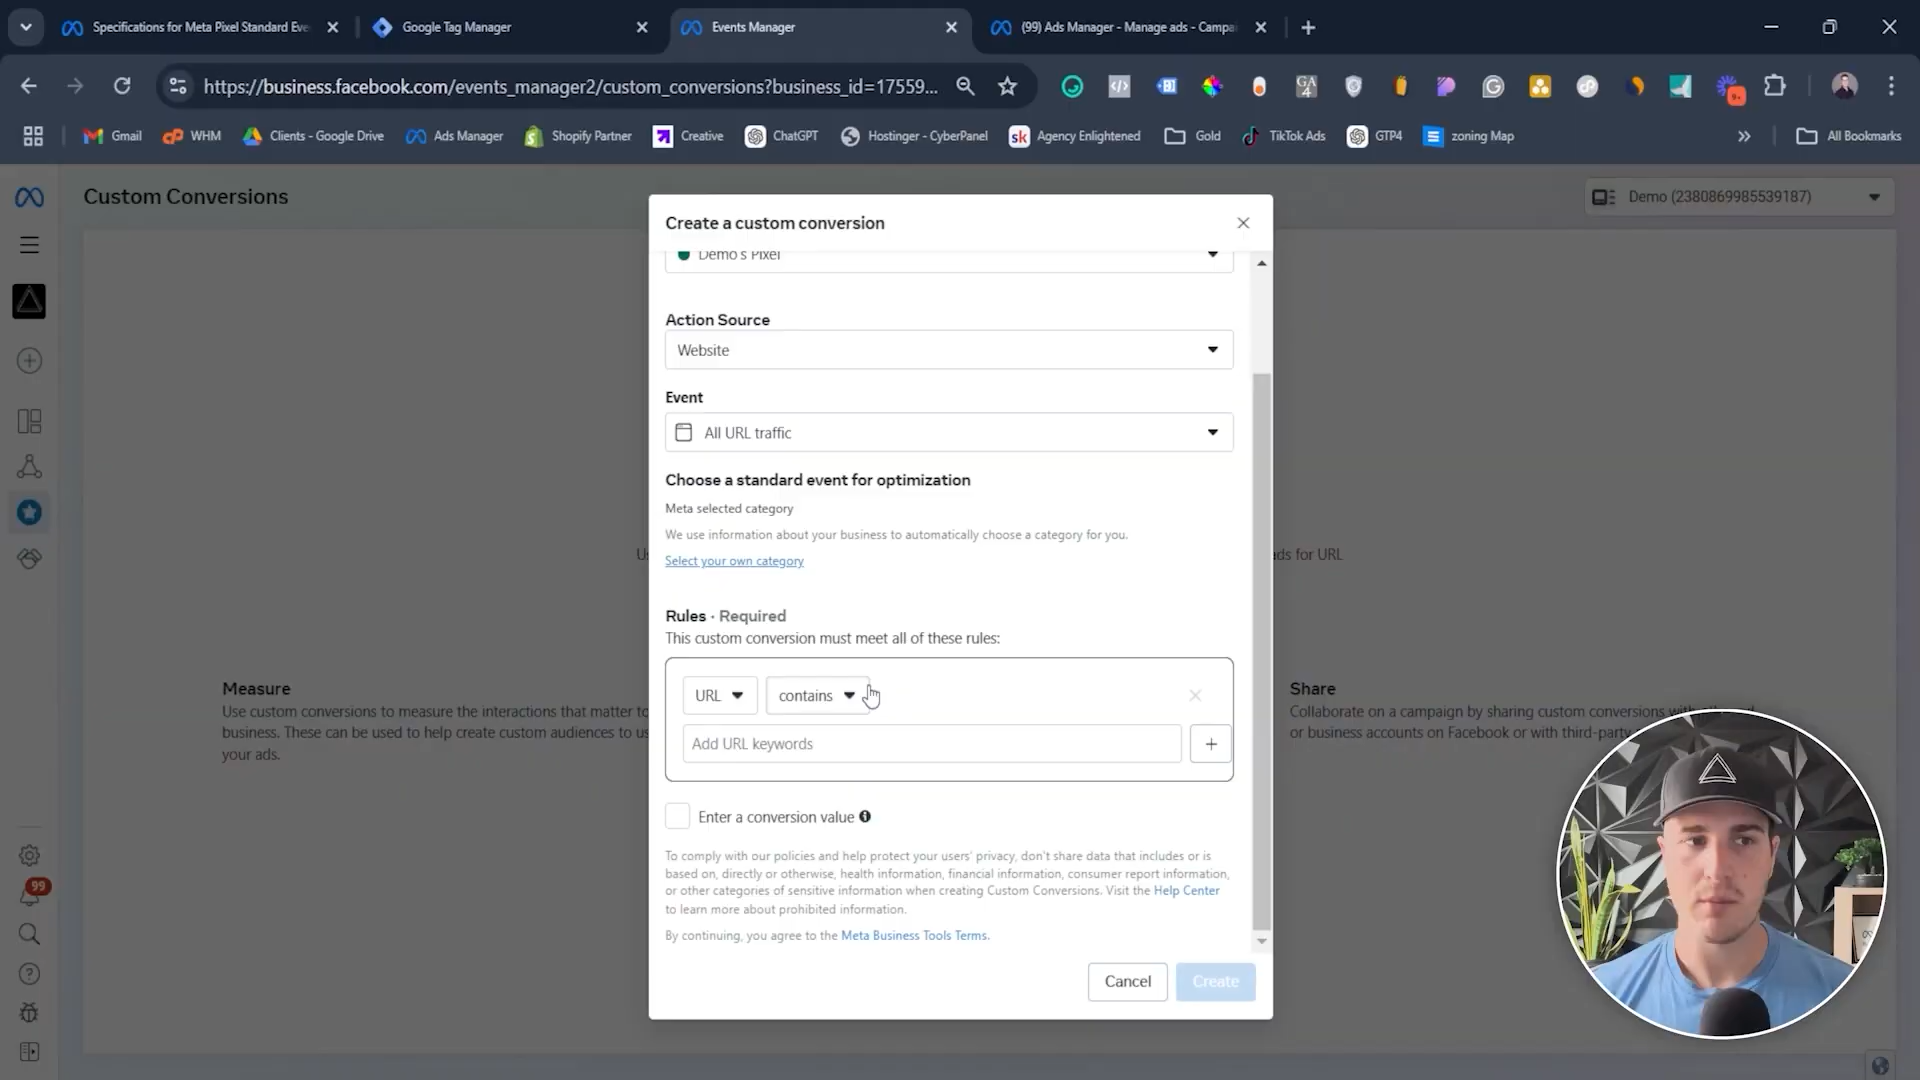 Specifications for Meta Pixel Standard Eve
Google Tag Manager
Events Manager
(99) Ads Manager - Manage ads - Campa
https://business.facebook.com/events_manager2/custom_conversions?business_id=17559...
GA
4
9+
Gmail
WHM
Clients - Google Drive
Ads Manager
Shopify Partner
Creative
ChatGPT
Hostinger - CyberPanel
sk
Agency Enlightened
Gold
TikTok Ads
GTP4
zoning Map
All Bookmarks
Custom Conversions
Demo (2380869985539187)
Create a custom conversion
Demo's Pixel
Action Source
Website
Event
All URL traffic
Choose a standard event for optimization
Meta selected category
We use information about your business to automatically choose a category for you.
Select your own category
ads for URL
Rules · Required
This custom conversion must meet all of these rules:
URL
contains
Add URL keywords
Measure
Use custom conversions to measure the interactions that matter to
business. These can be used to help create custom audiences to
your ads.
Share
Collaborate on a campaign by sharing custom conversions
or business accounts on Facebook or with third-party
Enter a conversion value
To comply with our policies and help protect your users' privacy, don't share data that includes or is
based on, directly or otherwise, health information, financial information, consumer report information,
or other categories of sensitive information when creating Custom Conversions. Visit the Help Center
to learn more about prohibited information.
By continuing, you agree to the Meta Business Tools Terms.
Cancel
Create
99